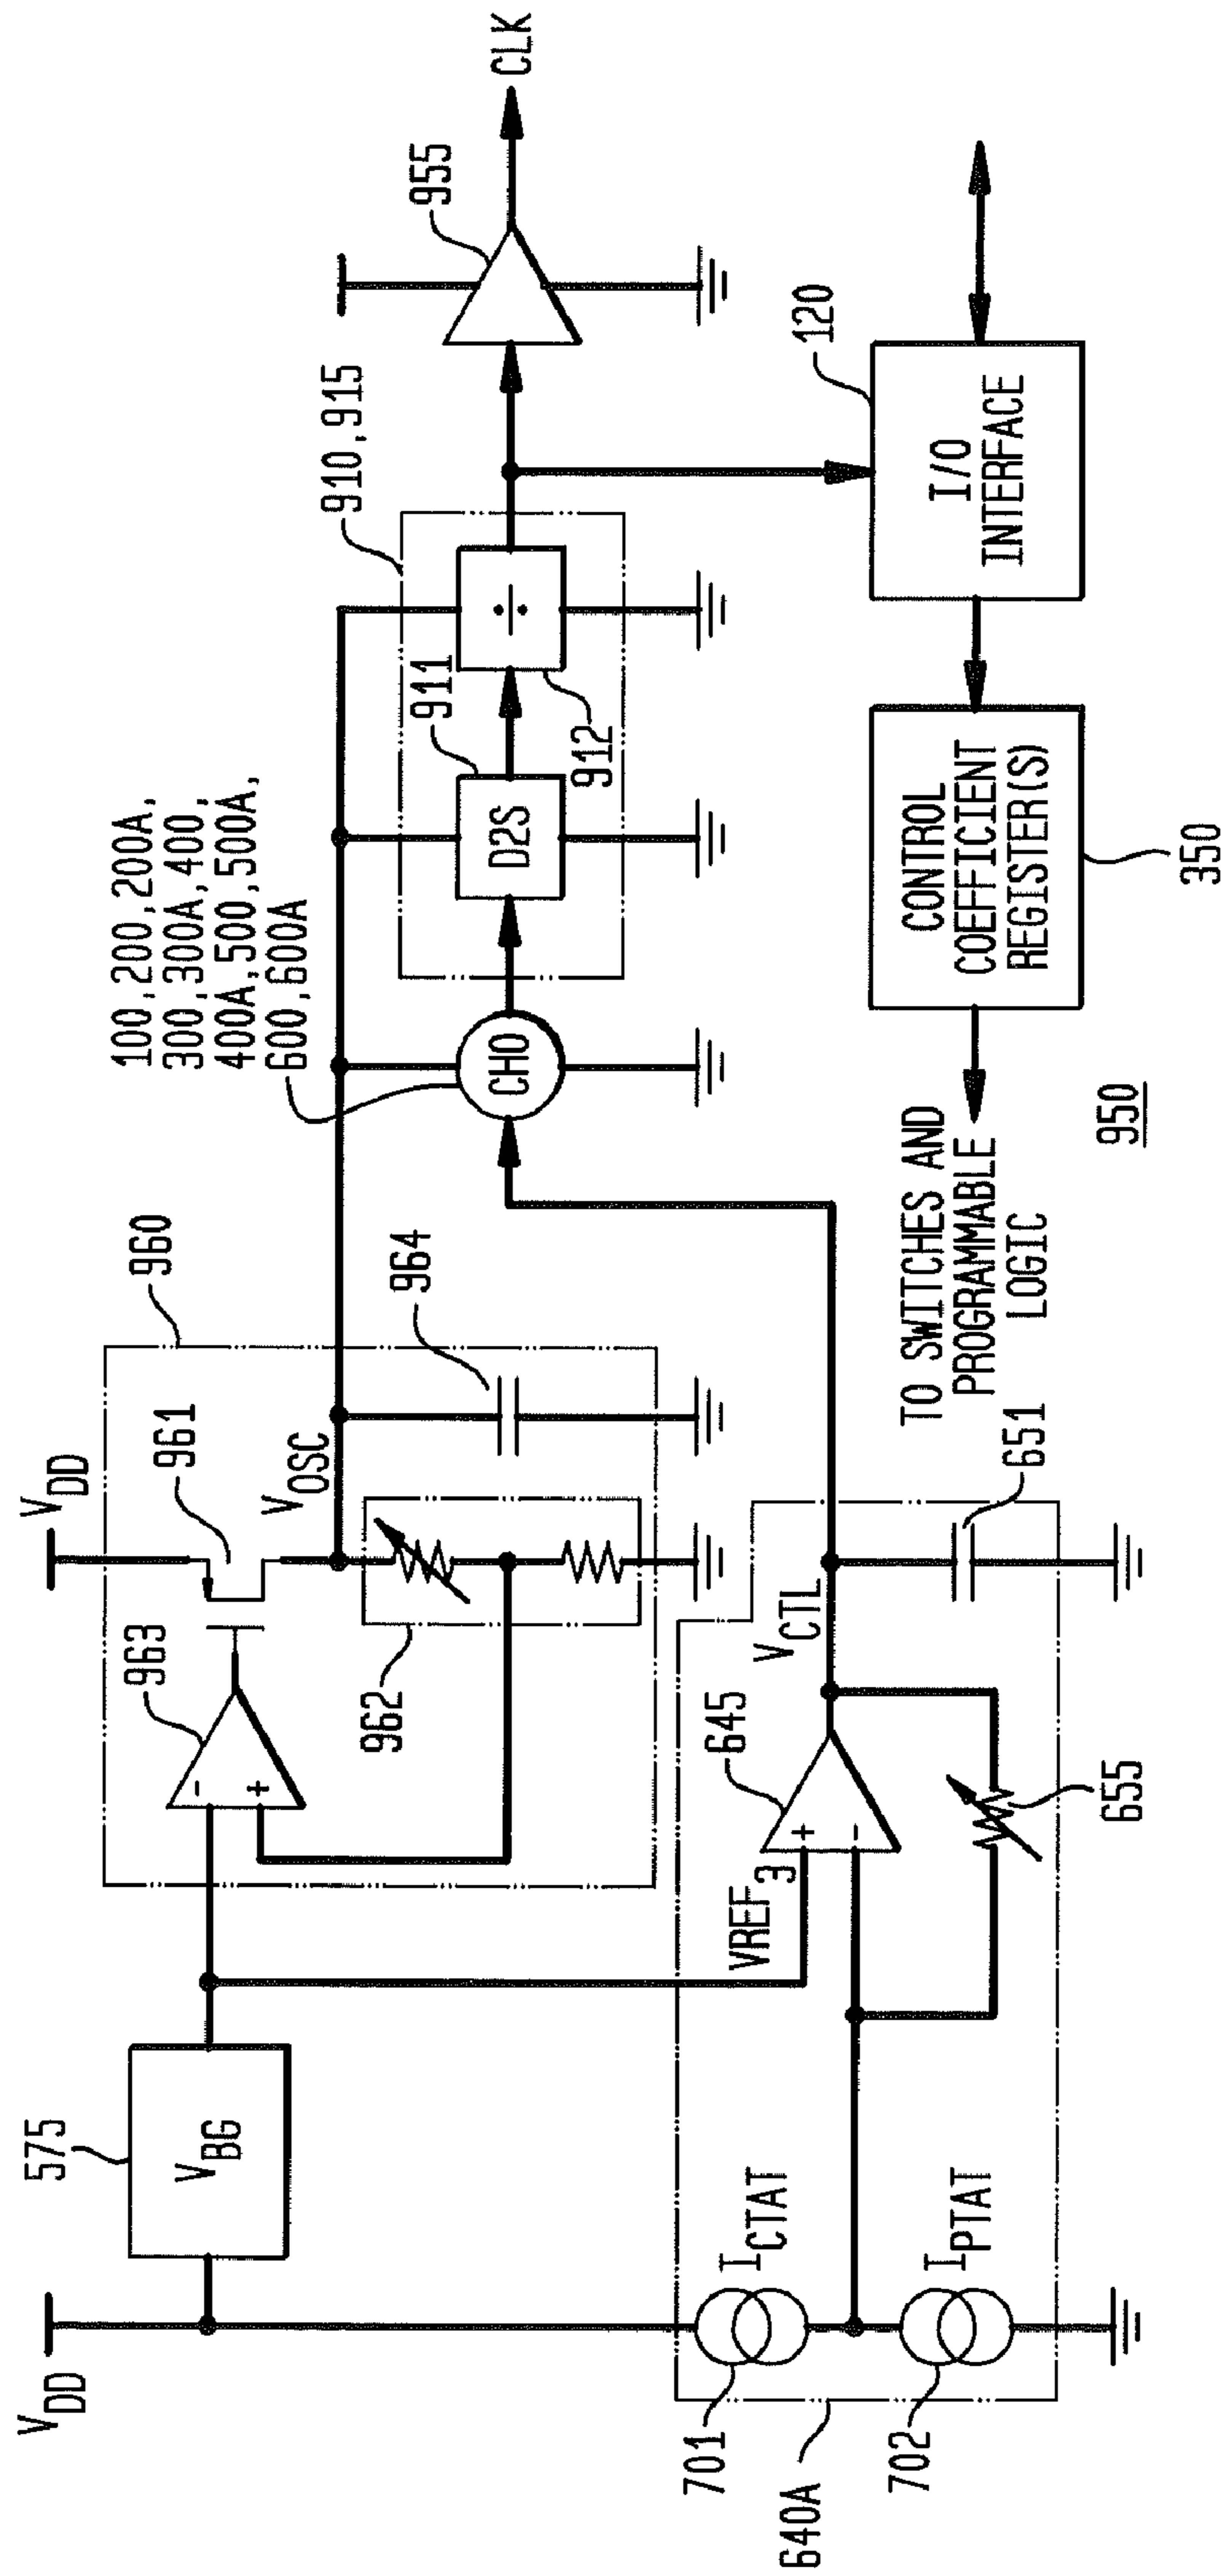 V_DD
575
V_BG
V_DD
963
961
960
V_OSC
962
964
-
+
100, 200, 200A,
300, 300A, 400,
400A, 500, 500A,
600, 600A
CHO
D2S
911
÷
912
910, 915
955
CLK
701
I_CTAT
702
I_PTAT
640A
VREF_3
+
-
645
V_CTL
655
651
TO SWITCHES AND
PROGRAMMABLE
LOGIC
CONTROL
COEFFICIENT
REGISTER(S)
350
I/O
INTERFACE
120
950